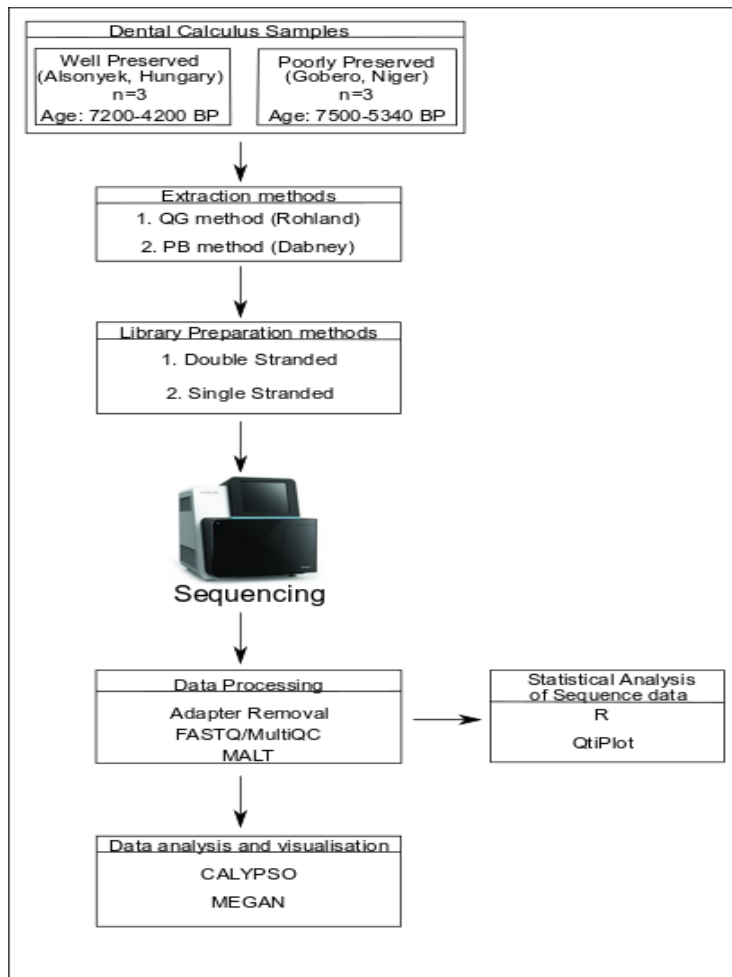 Dental Calculus Samples
Well Preserved
(Alsonyek, Hungary)
n=3
Age: 7200-4200 BP
Poorly Preserved
(Gobero, Niger)
n=3
Age: 7500-5340 BP
Extraction methods
1. QG method (Rohland)
2. PB method (Dabney)
Library Preparation methods
1. Double Stranded
2. Single Stranded
Sequencing
Data Processing
Adapter Removal
FASTQ/MultiQC
MALT
Statistical Analysis
of Sequence data
R
QtiPlot
Data analysis and visualisation
CALYPSO
MEGAN